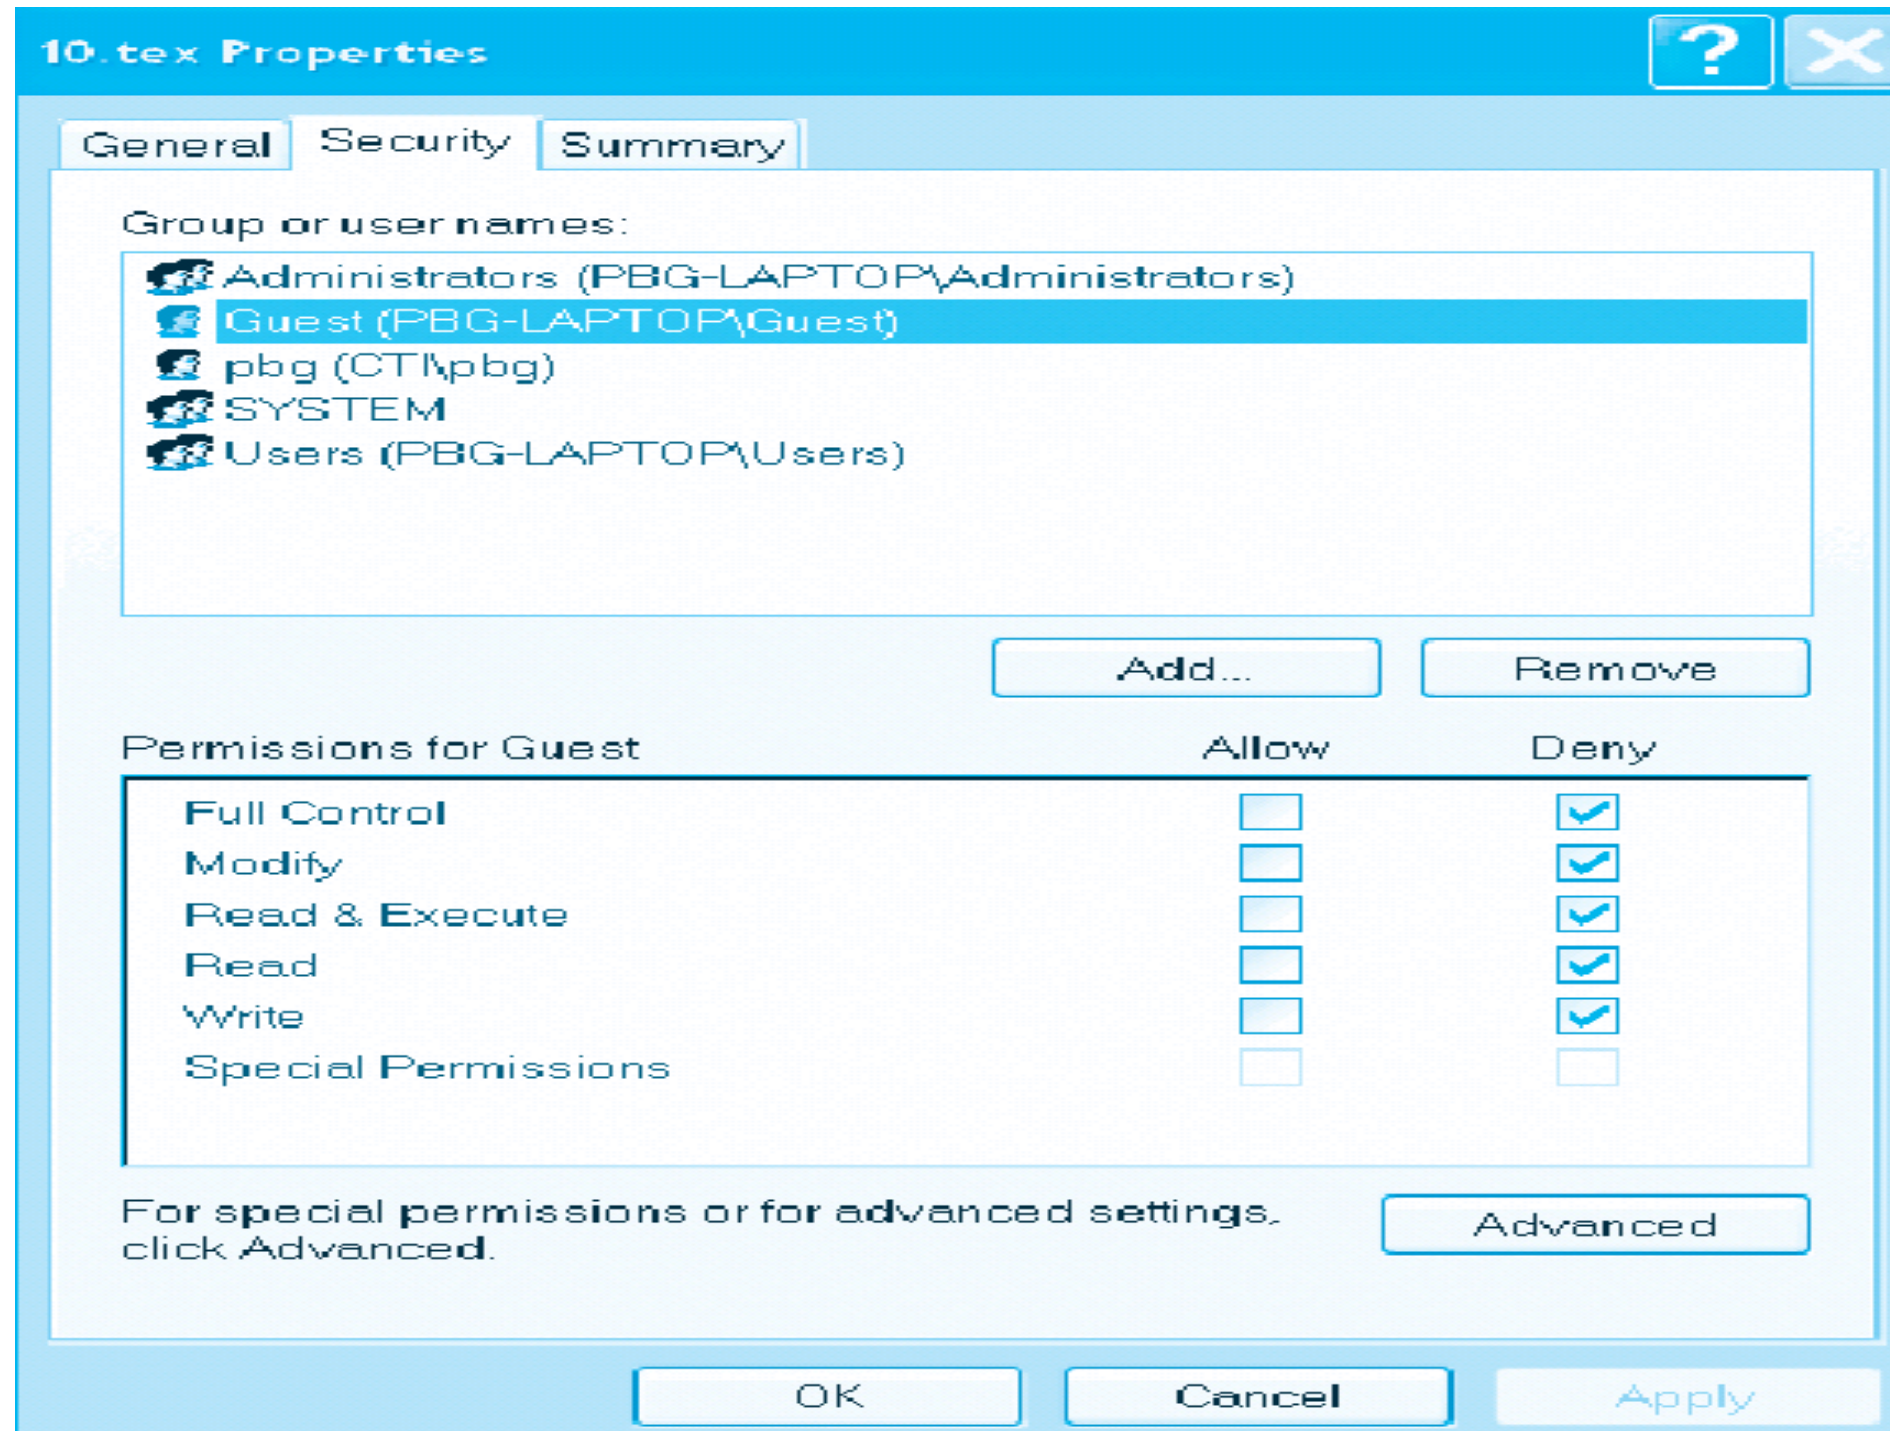 10.tex Properties
General Security Summary
Group or user names:
Administrators (PBG-LAPTOP\Administrators)
Guest (PBG-LAPTOP\Guest)
pbg (CTI\pbg)
SYSTEM
Users (PBG-LAPTOP\Users)
Add... Remove
Permissions for Guest Allow Deny
Full Control
Modify
Read & Execute
Read
Write
Special Permissions
For special permissions or for advanced settings,
click Advanced.
Advanced
OK Cancel Apply